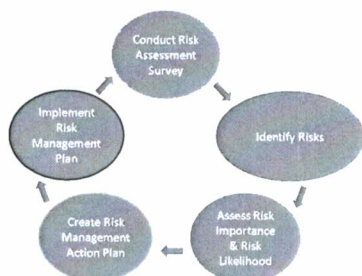 Conduct Risk
Assessment
Survey
Identify Risks
Assess Risk
Importance
& Risk
Likelihood
Create Risk
Management
Action Plan
Implement
Risk
Management
Plan